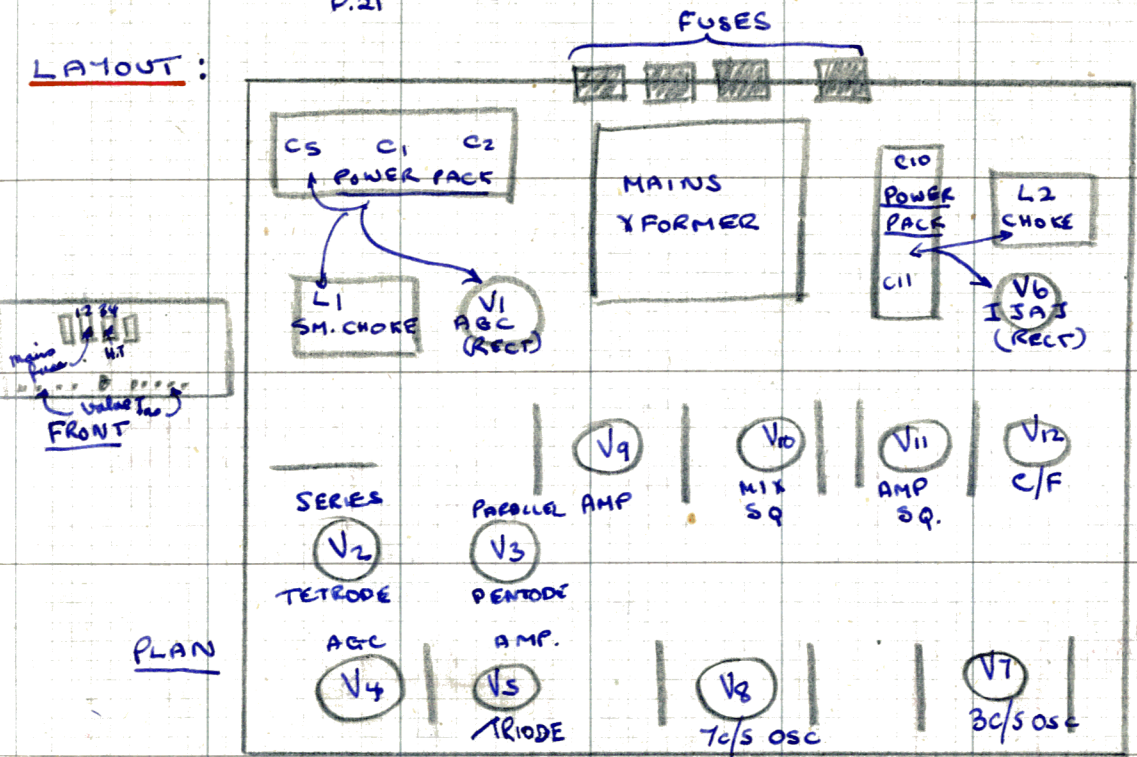 P.21
FUSES
LAYOUT :
C5 C1 C2
POWER PACK
MAINS
XFORMER
C10
POWER
PACK
C11
L2
CHOKE
L1
SM. CHOKE
V1
AGC
(RECT)
V6
(RECT)
1 2 3 4
H.T
Mains
fuses
FRONT
V9
AMP
V10
MIX
SQ
V11
AMP
SQ.
V12
C/F
SERIES
V2
TETRODE
PARALLEL
V3
PENTODE
PLAN
AGC
V4
AMP.
V5
TRIODE
V8
7c/s OSC
V7
3c/s OSC